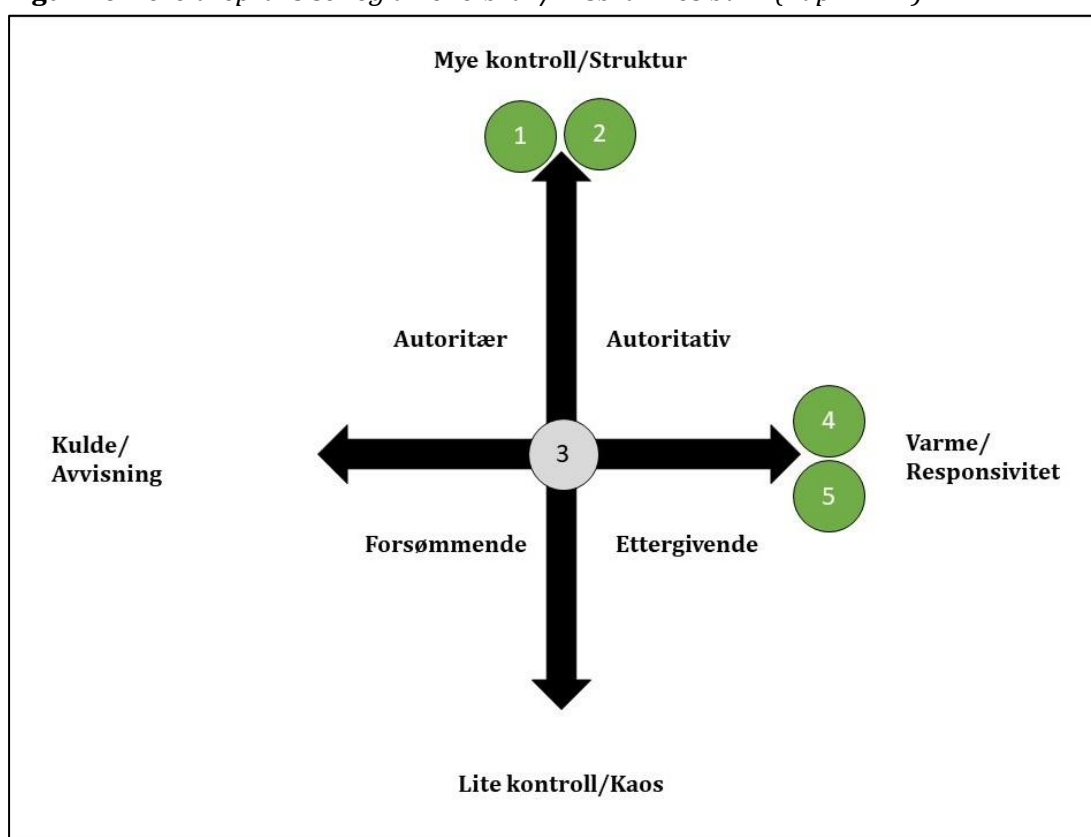 Mye kontroll/Struktur
1 2
Autoritær Autoritativ
Kulde/
Avvisning
3
4
5
Varme/
Responsivitet
Forsømmende Ettergivende
Lite kontroll/Kaos